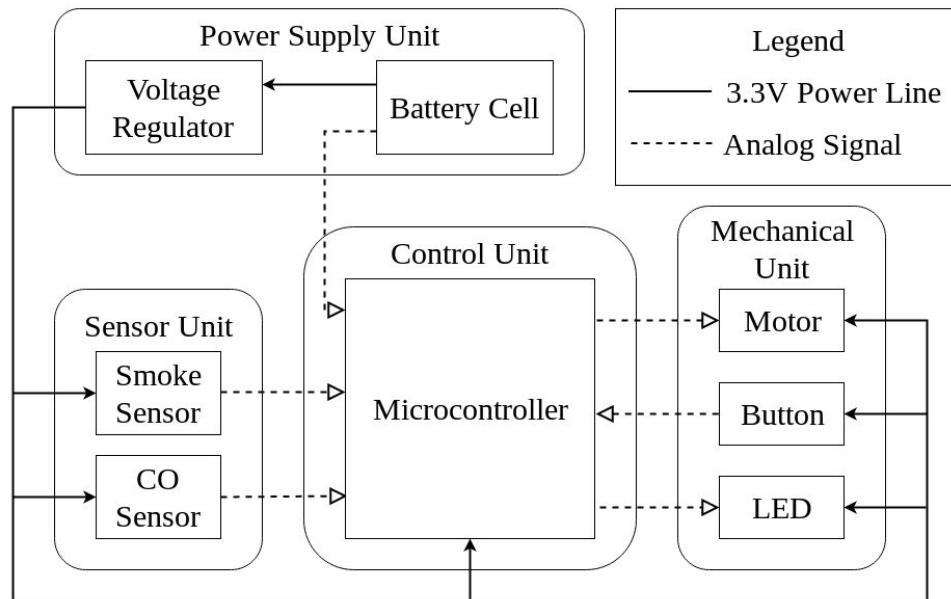 Power Supply Unit
Voltage
Regulator
Battery Cell
Legend
3.3V Power Line
Analog Signal
Control Unit
Microcontroller
Mechanical
Unit
Motor
Button
LED
Sensor Unit
Smoke
Sensor
CO
Sensor